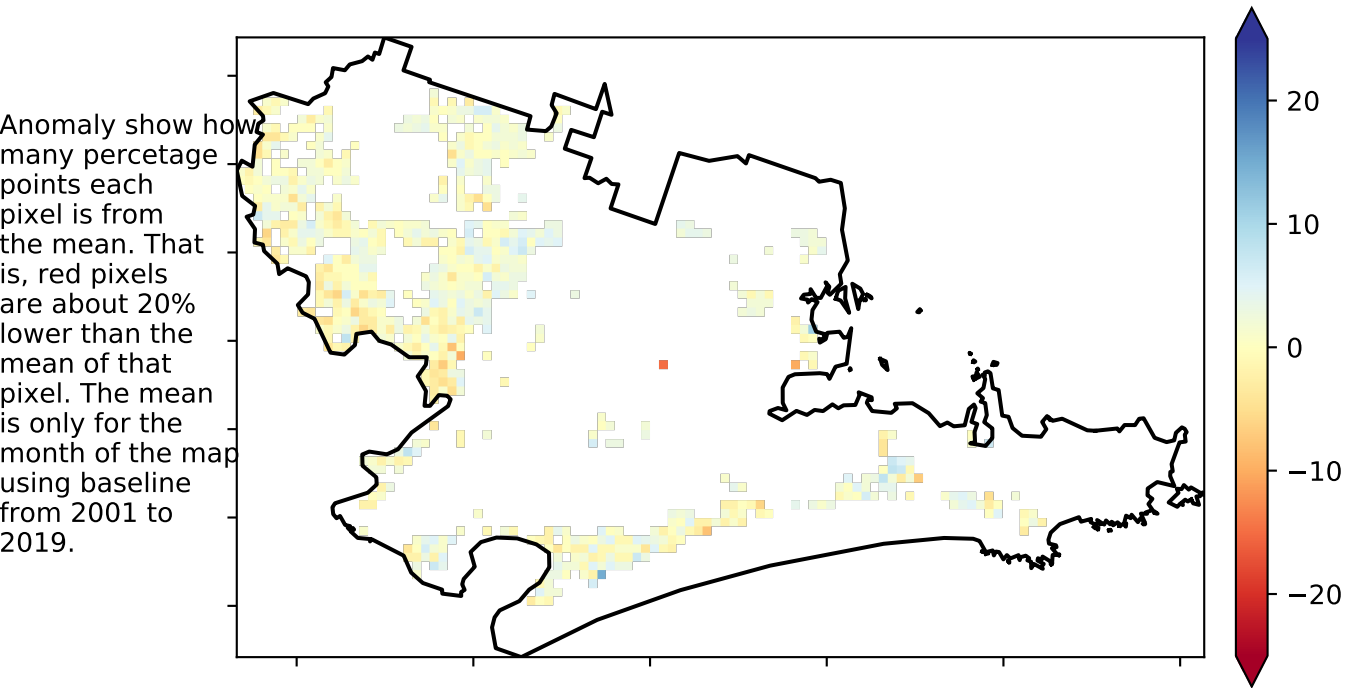 Anomaly show how
many percetage
points each
pixel is from
the mean. That
is, red pixels
are about 20%
lower than the
mean of that
pixel. The mean
is only for the
month of the map
using baseline
from 2001 to
2019.
20
10
0
−10
−20